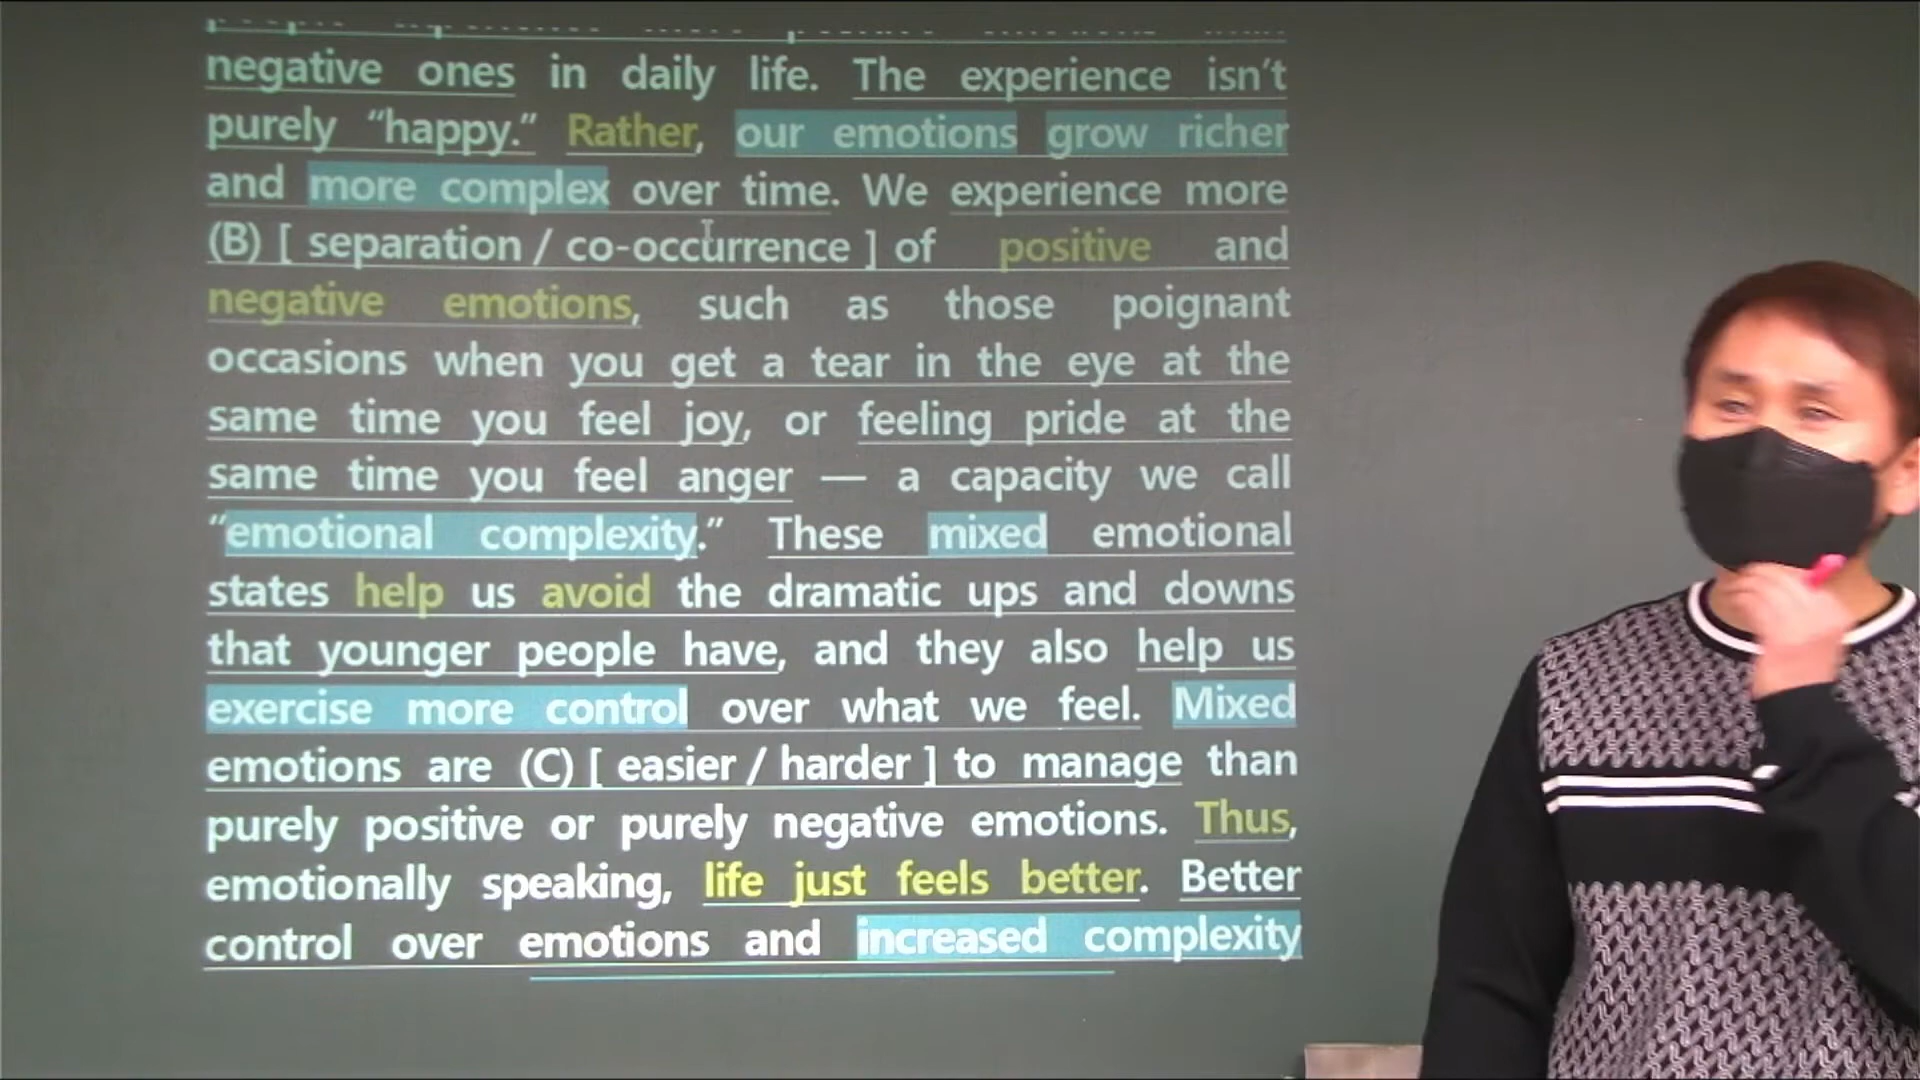 negative ones in daily life. The experience isn't
purely “happy.” Rather, our emotions grow richer
and more complex over time. We experience more
(B) [ separation / co-occurrence ] of positive and
negative emotions, such as those poignant
occasions when you get a tear in the eye at the
same time you feel joy, or feeling pride at the
same time you feel anger — a capacity we call
“emotional complexity.” These mixed emotional
states help us avoid the dramatic ups and downs
that younger people have, and they also help us
exercise more control over what we feel. Mixed
emotions are (C) [ easier / harder ] to manage than
purely positive or purely negative emotions. Thus,
emotionally speaking, life just feels better. Better
control over emotions and increased complexity